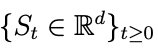 {S_t ∈ ℝ^d}_{t≥0}